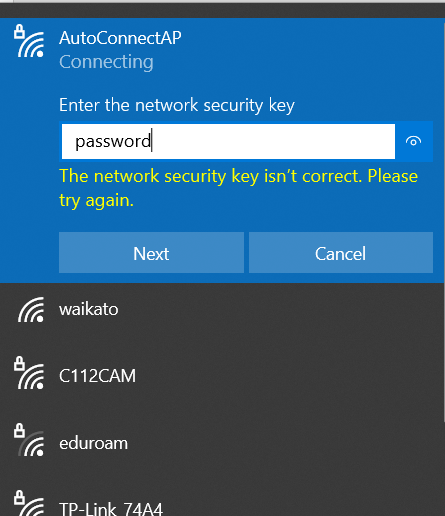 AutoConnectAP
Connecting
Enter the network security key
password
The network security key isn't correct. Please
try again.
Next Cancel
waikato
C112CAM
eduroam
TP-Link_74A4